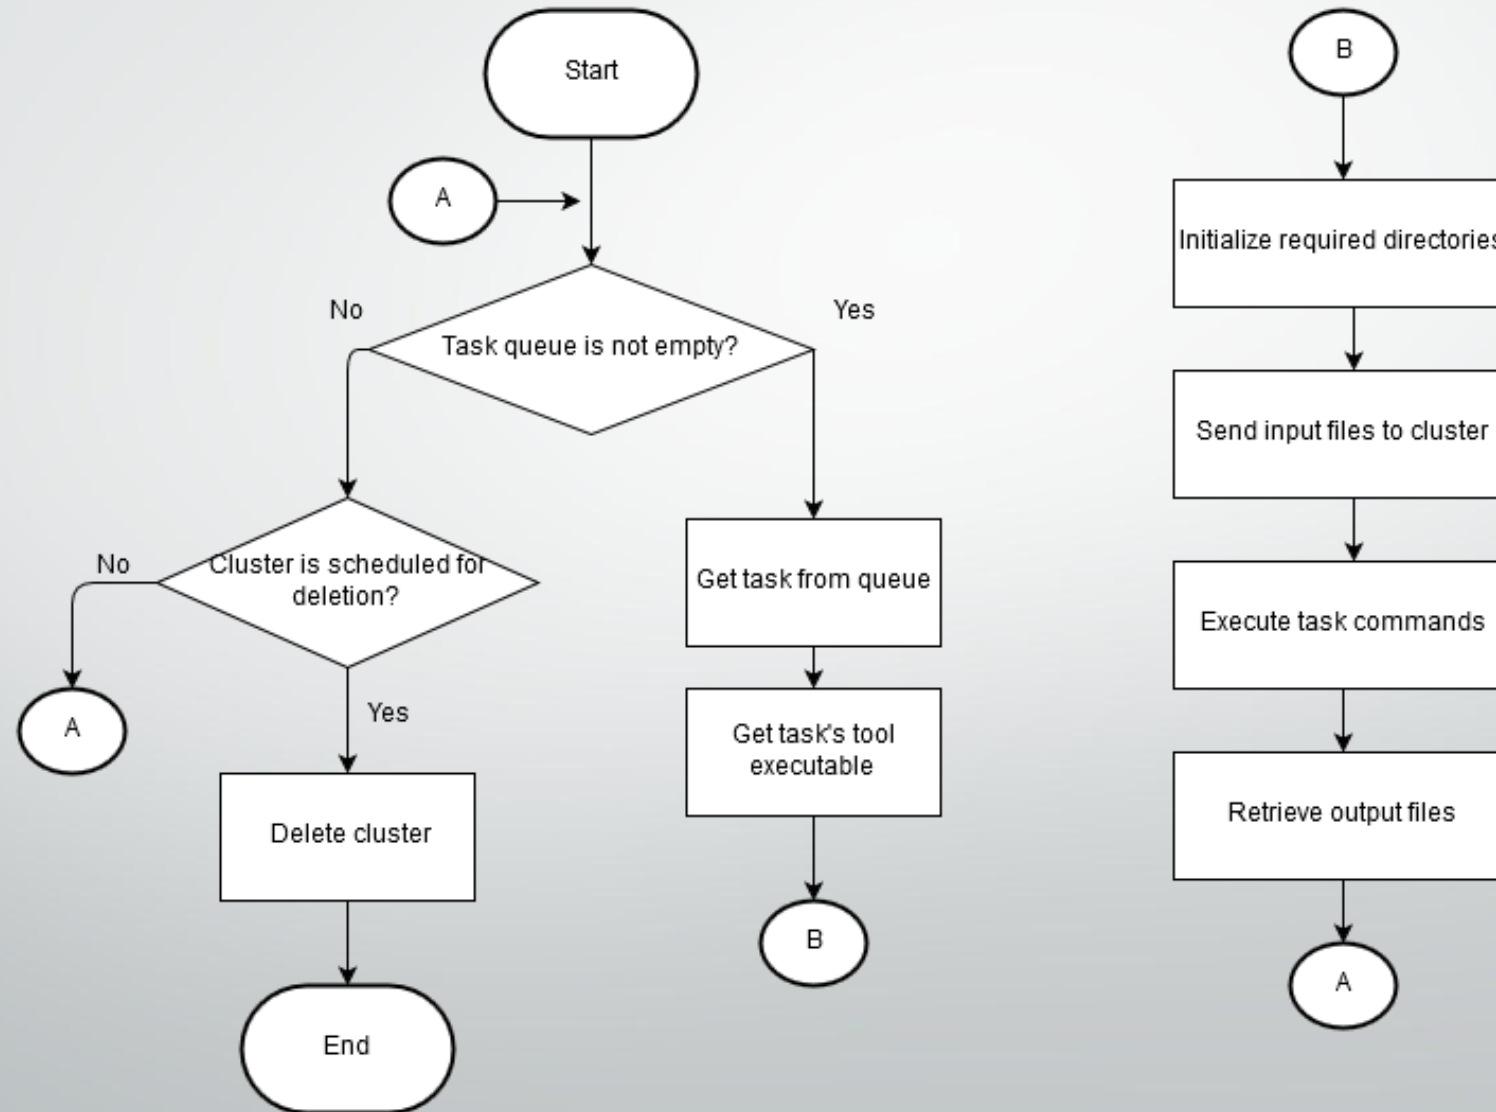 Start
A
No
Yes
Task queue is not empty?
No
Cluster is scheduled for
deletion?
Yes
A
Delete cluster
End
Get task from queue
Get task's tool
executable
B
B
Initialize required directories
Send input files to cluster
Execute task commands
Retrieve output files
A